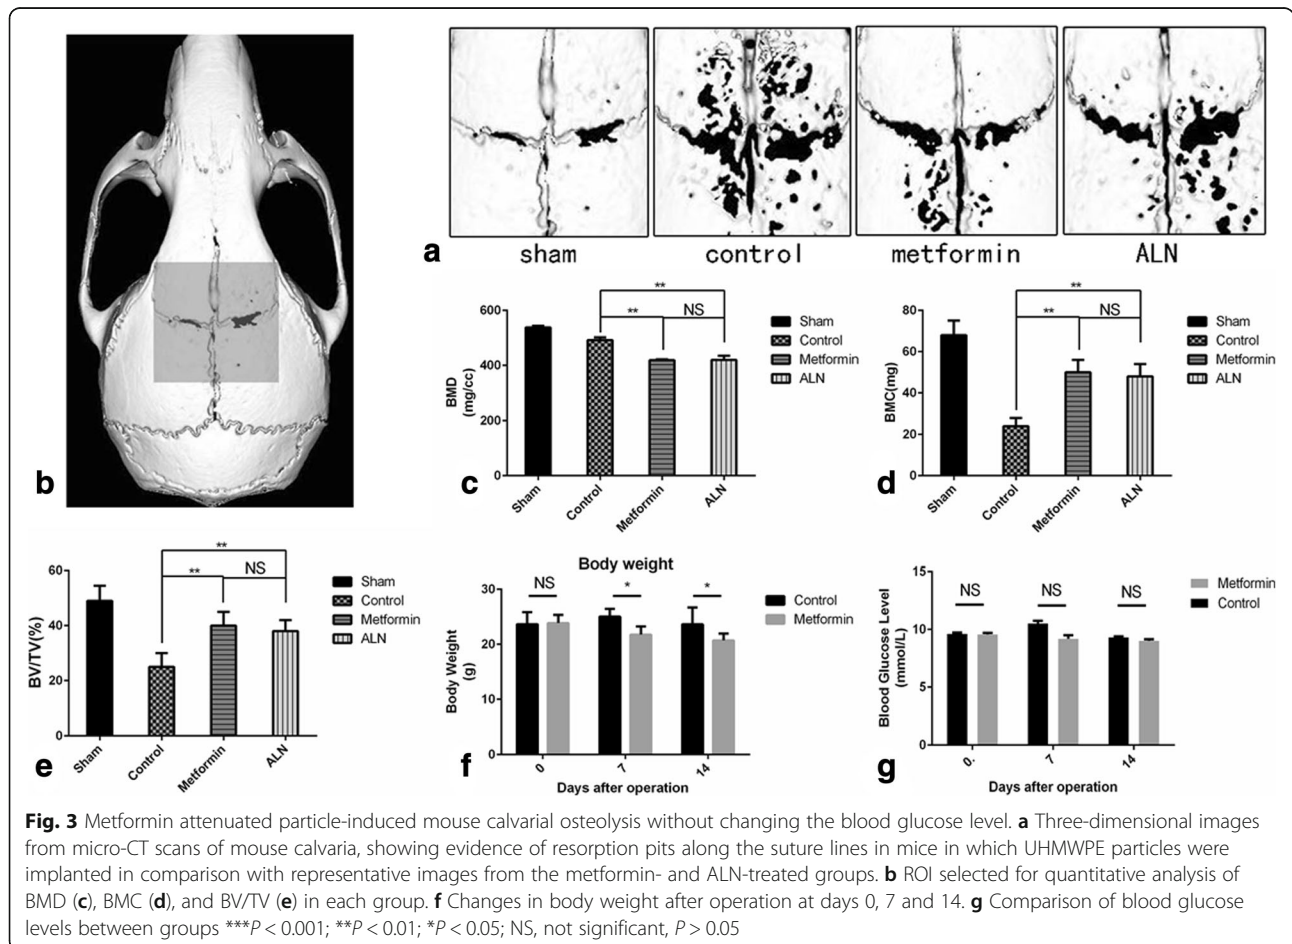 a
sham
control
metformin
ALN
b
**
**
NS
600
400
200
0
BMD
(mg/cc)
Sham
Control
Metformin
ALN
Sham
Control
Metformin
ALN
c
**
**
NS
80
60
40
20
0
BMC(mg)
Sham
Control
Metformin
ALN
Sham
Control
Metformin
ALN
d
**
**
NS
60
40
20
0
BV/TV(%)
Sham
Control
Metformin
ALN
Sham
Control
Metformin
ALN
e
Body weight
NS
*
*
30
20
10
0
Body Weight
(g)
Control
Metformin
0
7
14
Days after operation
f
15
10
5
0
Blood Glucose Level
(mmol/L)
NS
NS
NS
Metformin
Control
0.
7
14
Days after operation
g
Fig. 3 Metformin attenuated particle-induced mouse calvarial osteolysis without changing the blood glucose level. a Three-dimensional images
from micro-CT scans of mouse calvaria, showing evidence of resorption pits along the suture lines in mice in which UHMWPE particles were
implanted in comparison with representative images from the metformin- and ALN-treated groups. b ROI selected for quantitative analysis of
BMD (c), BMC (d), and BV/TV (e) in each group. f Changes in body weight after operation at days 0, 7 and 14. g Comparison of blood glucose
levels between groups ***P < 0.001; **P < 0.01; *P < 0.05; NS, not significant, P > 0.05